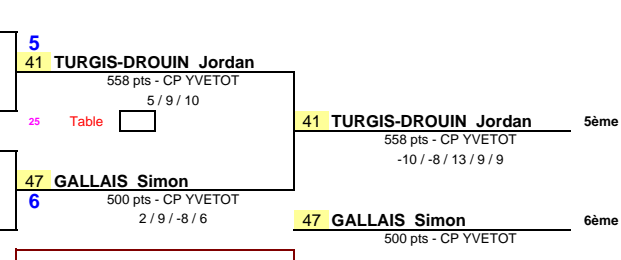 5
41 TURGIS-DROUIN Jordan
558 pts - CP YVETOT
5 / 9 / 10
25 Table
41 TURGIS-DROUIN Jordan 5ème
558 pts - CP YVETOT
-10 / -8 / 13 / 9 / 9
47 GALLAIS Simon
6
500 pts - CP YVETOT
2 / 9 / -8 / 6
47 GALLAIS Simon 6ème
500 pts - CP YVETOT